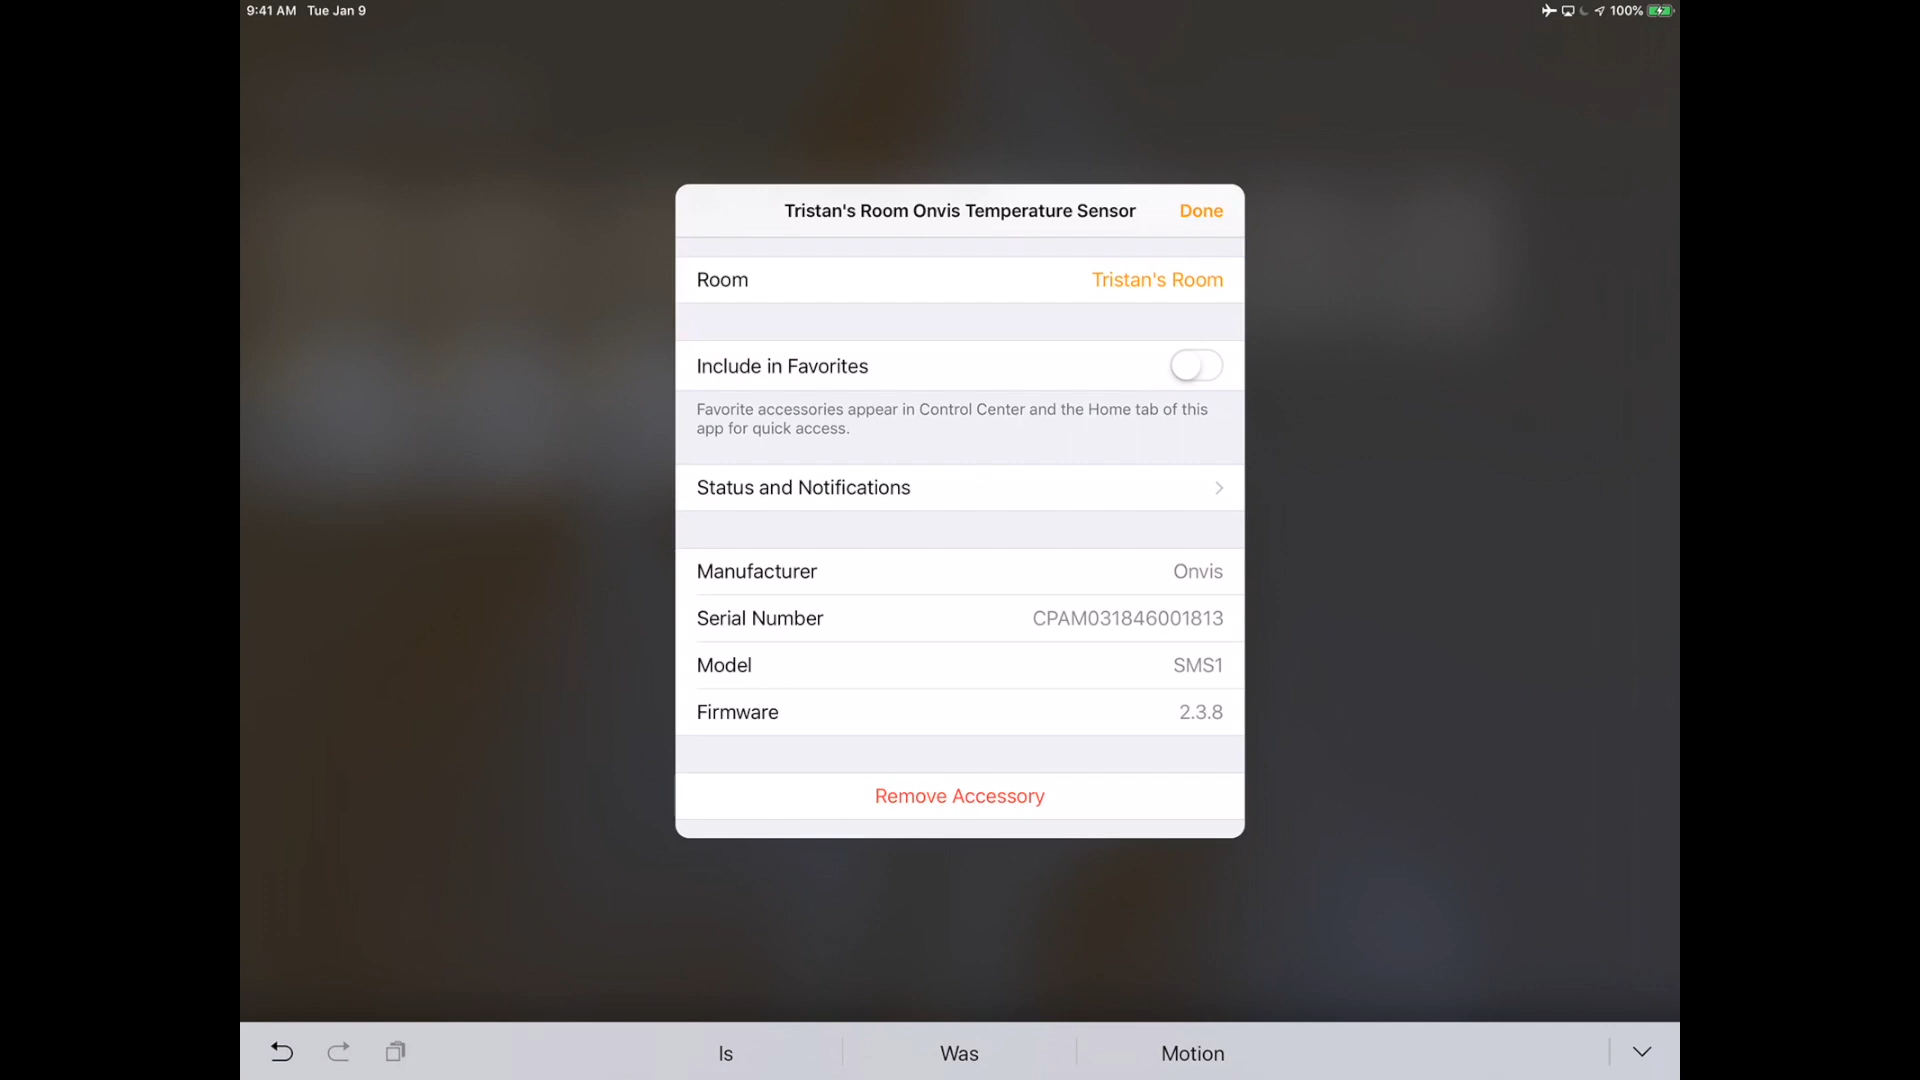 9:41 AM Tue Jan 9
100%
Tristan's Room Onvis Temperature Sensor Done
Room Tristan's Room
Include in Favorites
Favorite accessories appear in Control Center and the Home tab of this
app for quick access.
Status and Notifications
Manufacturer Onvis
Serial Number CPAM031846001813
Model SMS1
Firmware 2.3.8
Remove Accessory
Is Was Motion